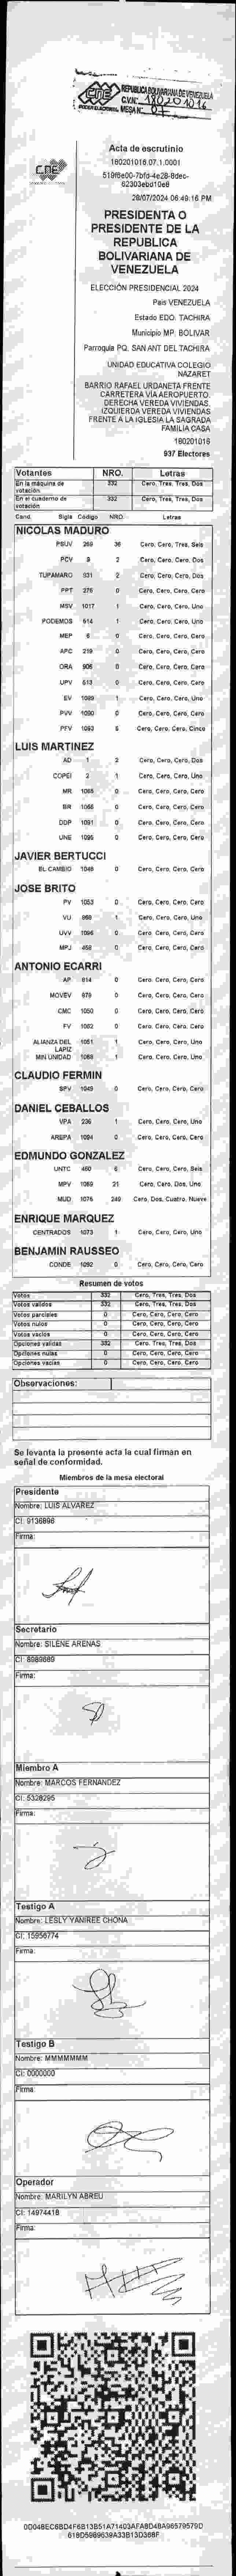 CNE
REPUBLICA BOLIVARIANA DE VENEZUELA
C.V.N°. 180201016
MESA N°. 07
CNE
Acta de escrutinio
180201016.07.1.0001
28/07/2024 06:49:16 PM
PRESIDENTA O
PRESIDENTE DE LA
REPUBLICA
BOLIVARIANA DE
VENEZUELA
ELECCIÓN PRESIDENCIAL 2024
País VENEZUELA
Estado EDO. TACHIRA
Municipio MP. BOLIVAR
Parroquia PQ. SAN ANT DEL TACHIRA
UNIDAD EDUCATIVA COLEGIO
NAZARET
BARRIO RAFAEL URDANETA FRENTE
CARRETERA VÍA AEROPUERTO.
DERECHA VEREDA VIVIENDAS.
IZQUIERDA VEREDA VIVIENDAS
FRENTE A LA IGLESIA LA SAGRADA
FAMILIA CASA
180201016
937 Electores
Votantes NRO. Letras
En la máquina de votación 332 Cero, Tres, Tres, Dos
En el cuaderno de votación 332 Cero, Tres, Tres, Dos
Cand. Sigla Código NRO. Letras
NICOLAS MADURO
PSUV 269 36 Cero, Cero, Tres, Seis
PCV 9 2 Cero, Cero, Cero, Dos
TUPAMARO 931 2 Cero, Cero, Cero, Dos
PPT 275 0 Cero, Cero, Cero, Cero
MSV 1017 1 Cero, Cero, Cero, Uno
PODEMOS 614 1 Cero, Cero, Cero, Uno
MEP 6 0 Cero, Cero, Cero, Cero
APC 219 0 Cero, Cero, Cero, Cero
ORA 906 0 Cero, Cero, Cero, Cero
UPV 613 0 Cero, Cero, Cero, Cero
EV 1089 1 Cero, Cero, Cero, Uno
PVV 1090 0 Cero, Cero, Cero, Cero
PFV 1093 5 Cero, Cero, Cero, Cinco
LUIS MARTINEZ
AD 1 2 Cero, Cero, Cero, Dos
COPEI 2 1 Cero, Cero, Cero, Uno
MR 1068 0 Cero, Cero, Cero, Cero
BR 1066 0 Cero, Cero, Cero, Cero
DDP 1091 0 Cero, Cero, Cero, Cero
UNE 1095 0 Cero, Cero, Cero, Cero
JAVIER BERTUCCI
EL CAMBIO 1048 0 Cero, Cero, Cero, Cero
JOSE BRITO
PV 1053 0 Cero, Cero, Cero, Cero
VU 868 1 Cero, Cero, Cero, Uno
UVV 1096 0 Cero, Cero, Cero, Cero
MPJ 458 0 Cero, Cero, Cero, Cero
ANTONIO ECARRI
AP 814 0 Cero, Cero, Cero, Cero
MOVEV 879 0 Cero, Cero, Cero, Cero
CMC 1050 0 Cero, Cero, Cero, Cero
FV 1052 0 Cero, Cero, Cero, Cero
ALIANZA DEL LAPIZ 1051 1 Cero, Cero, Cero, Uno
MIN UNIDAD 1088 1 Cero, Cero, Cero, Uno
CLAUDIO FERMIN
SPV 1049 0 Cero, Cero, Cero, Cero
DANIEL CEBALLOS
VPA 236 1 Cero, Cero, Cero, Uno
AREPA 1094 0 Cero, Cero, Cero, Cero
EDMUNDO GONZALEZ
UNTC 460 6 Cero, Cero, Cero, Seis
MPV 1069 21 Cero, Cero, Dos, Uno
MUD 1076 249 Cero, Dos, Cuatro, Nueve
ENRIQUE MARQUEZ
CENTRADOS 1073 1 Cero, Cero, Cero, Uno
BENJAMIN RAUSSEO
CONDE 1092 0 Cero, Cero, Cero, Cero
Resumen de votos
Votos 332 Cero, Tres, Tres, Dos
Votos validos 332 Cero, Tres, Tres, Dos
Votos parciales 0 Cero, Cero, Cero, Cero
Votos nulos 0 Cero, Cero, Cero, Cero
Votos vacios 0 Cero, Cero, Cero, Cero
Opciones validas 332 Cero, Tres, Tres, Dos
Opciones nulas 0 Cero, Cero, Cero, Cero
Opciones vacias 0 Cero, Cero, Cero, Cero
Observaciones:
Se levanta la presente acta la cual firman en
señal de conformidad.
Miembros de la mesa electoral
Presidente
Nombre: LUIS ALVAREZ
CI: 9136896
Firma:
Secretario
Nombre: SILENE ARENAS
CI: 8989689
Firma:
Miembro A
Nombre: MARCOS FERNANDEZ
CI: 5328295
Firma:
Testigo A
Nombre: LESLY YANIREE CHONA
CI: 15956774
Firma:
Testigo B
Nombre: MMMMMMM
CI: 0000000
Firma:
Operador
Nombre: MARILYN ABREU
CI: 14974418
Firma: